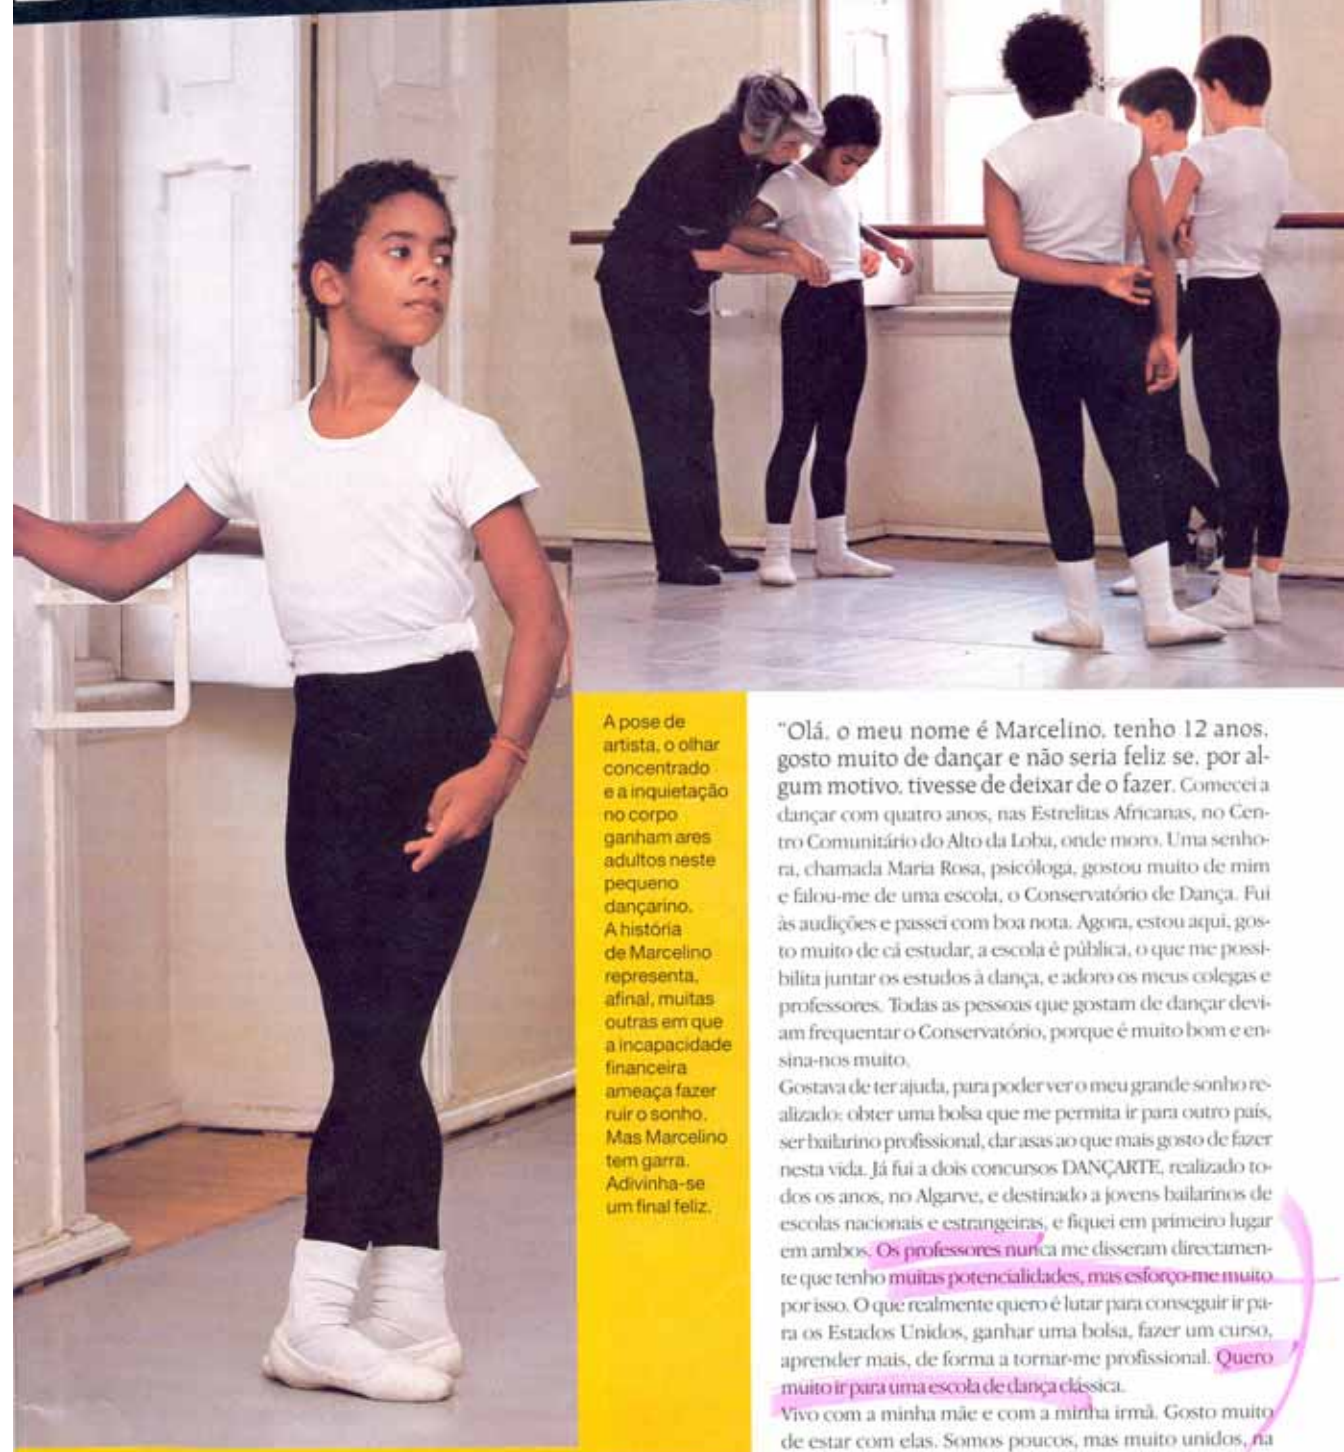 A pose de
artista, o olhar
concentrado
e a inquietação
no corpo
ganham ares
adultos neste
pequeno
dançarino.
A história
de Marcelino
representa,
afinal, muitas
outras em que
a incapacidade
financeira
ameaça fazer
ruir o sonho.
Mas Marcelino
tem garra.
Adivinha-se
um final feliz.
"Olá, o meu nome é Marcelino, tenho 12 anos,
gosto muito de dançar e não seria feliz se, por al-
gum motivo, tivesse de deixar de o fazer. Comecei a
dançar com quatro anos, nas Estrelitas Africanas, no Cen-
tro Comunitário do Alto da Loba, onde moro. Uma senho-
ra, chamada Maria Rosa, psicóloga, gostou muito de mim
e falou-me de uma escola, o Conservatório de Dança. Fui
às audições e passei com boa nota. Agora, estou aqui, gos-
to muito de cá estudar, a escola é pública, o que me possi-
bilita juntar os estudos à dança, e adoro os meus colegas e
professores. Todas as pessoas que gostam de dançar devi-
am frequentar o Conservatório, porque é muito bom e en-
sina-nos muito.
Gostava de ter ajuda, para poder ver o meu grande sonho re-
alizado: obter uma bolsa que me permita ir para outro país,
ser bailarino profissional, dar asas ao que mais gosto de fazer
nesta vida. Já fui a dois concursos DANÇARTE, realizado to-
dos os anos, no Algarve, e destinado a jovens bailarinos de
escolas nacionais e estrangeiras, e fiquei em primeiro lugar
em ambos. Os professores nunca me disseram directamen-
te que tenho muitas potencialidades, mas esforço-me muito
por isso. O que realmente quero é lutar para conseguir ir pa-
ra os Estados Unidos, ganhar uma bolsa, fazer um curso,
aprender mais, de forma a tornar-me profissional. Quero
muito ir para uma escola de dança clássica.
Vivo com a minha mãe e com a minha irmã. Gosto muito
de estar com elas. Somos poucos, mas muito unidos, na